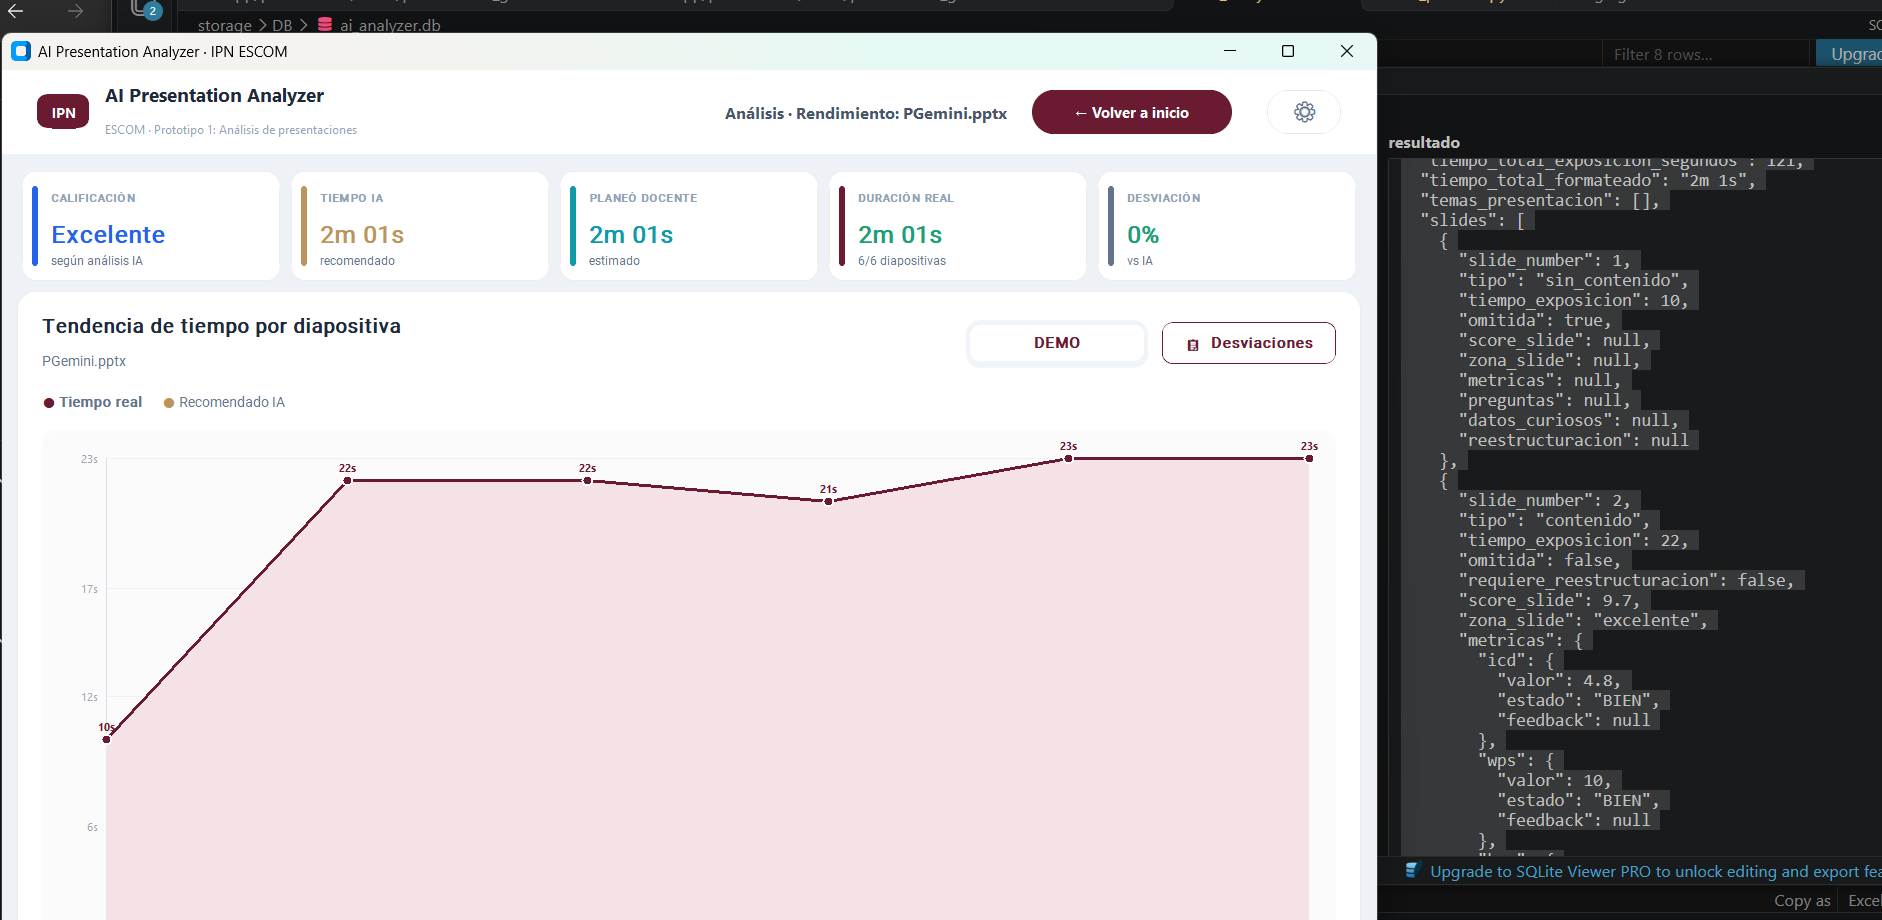 2
storage > DB > ai_analyzer.db
AI Presentation Analyzer · IPN ESCOM
Filter 8 rows...
IPN
AI Presentation Analyzer
ESCOM · Prototipo 1: Análisis de presentaciones
Análisis · Rendimiento: PGemini.pptx
← Volver a inicio
CALIFICACIÓN
Excelente
según análisis IA
TIEMPO IA
2m 01s
recomendado
PLANEÓ DOCENTE
2m 01s
estimado
DURACIÓN REAL
2m 01s
6/6 diapositivas
DESVIACIÓN
0%
vs IA
Tendencia de tiempo por diapositiva
PGemini.pptx
DEMO
Desviaciones
Tiempo real
Recomendado IA
23s
17s
12s
6s
10s
22s
22s
21s
23s
23s
resultado
"tiempo_total_exposicion_segundos": 121,
"tiempo_total_formateado": "2m 1s",
"temas_presentacion": [],
"slides": [
{
"slide_number": 1,
"tipo": "sin_contenido",
"tiempo_exposicion": 10,
"omitida": true,
"score_slide": null,
"zona_slide": null,
"metricas": null,
"preguntas": null,
"datos_curiosos": null,
"reestructuracion": null
},
{
"slide_number": 2,
"tipo": "contenido",
"tiempo_exposicion": 22,
"omitida": false,
"requiere_reestructuracion": false,
"score_slide": 9.7,
"zona_slide": "excelente",
"metricas": {
"icd": {
"valor": 4.8,
"estado": "BIEN",
"feedback": null
},
"wps": {
"valor": 10,
"estado": "BIEN",
"feedback": null
},
Upgrade to SQLite Viewer PRO to unlock editing and export
Copy as